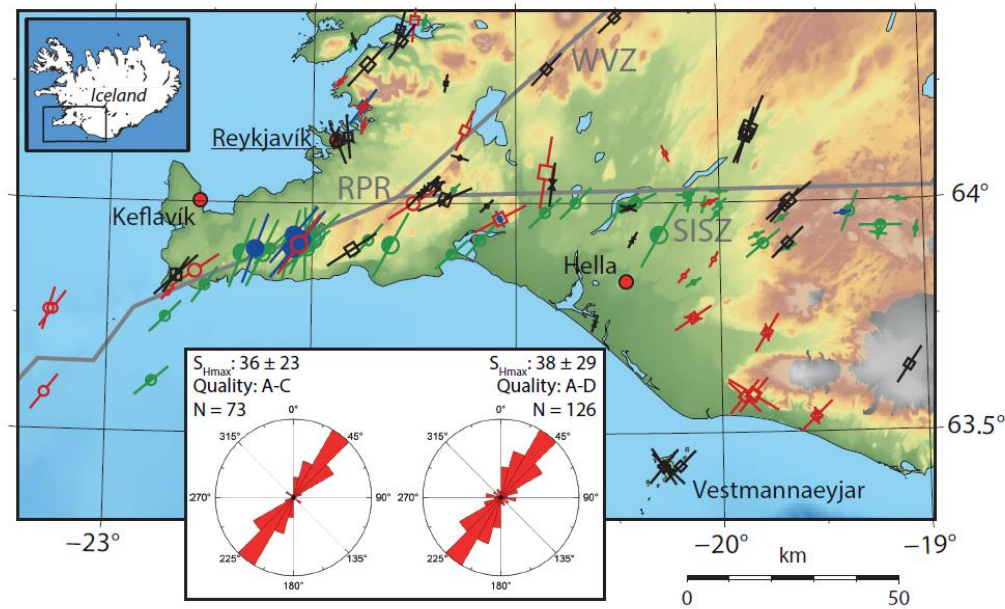 Iceland
WVZ
Reykjavík
RPR
64°
Keflavík
SISZ
Hella
SHmax: 36 ± 23
Quality: A-C
N = 73
SHmax: 38 ± 29
Quality: A-D
N = 126
0°
45°
90°
135°
180°
225°
270°
315°
0°
45°
90°
135°
180°
225°
270°
315°
63.5°
Vestmannaeyjar
−23°
−20°
−19°
km
0
50